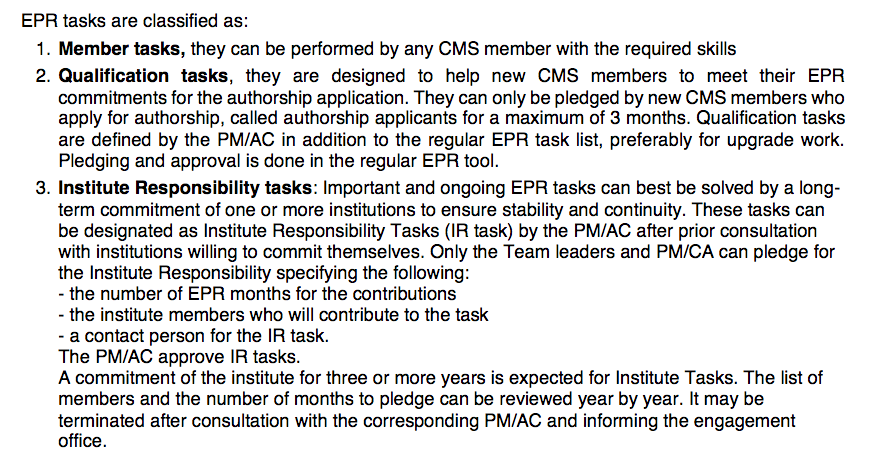 EPR tasks are classified as:
1. Member tasks, they can be performed by any CMS member with the required skills
2. Qualification tasks, they are designed to help new CMS members to meet their EPR
commitments for the authorship application. They can only be pledged by new CMS members who
apply for authorship, called authorship applicants for a maximum of 3 months. Qualification tasks
are defined by the PM/AC in addition to the regular EPR task list, preferably for upgrade work.
Pledging and approval is done in the regular EPR tool.
3. Institute Responsibility tasks: Important and ongoing EPR tasks can best be solved by a long-
term commitment of one or more institutions to ensure stability and continuity. These tasks can
be designated as Institute Responsibility Tasks (IR task) by the PM/AC after prior consultation
with institutions willing to commit themselves. Only the Team leaders and PM/CA can pledge for
the Institute Responsibility specifying the following:
- the number of EPR months for the contributions
- the institute members who will contribute to the task
- a contact person for the IR task.
The PM/AC approve IR tasks.
A commitment of the institute for three or more years is expected for Institute Tasks. The list of
members and the number of months to pledge can be reviewed year by year. It may be
terminated after consultation with the corresponding PM/AC and informing the engagement
office.